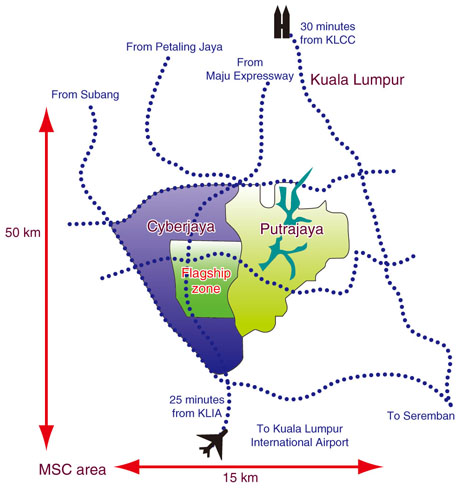 30 minutes
from KLCC
From Petaling Jaya
From
Maju Expressway
Kuala Lumpur
From Subang
50 km
Cyberjaya
Putrajaya
Flagship
zone
25 minutes
from KLIA
To Seremban
To Kuala Lumpur
International Airport
MSC area
15 km